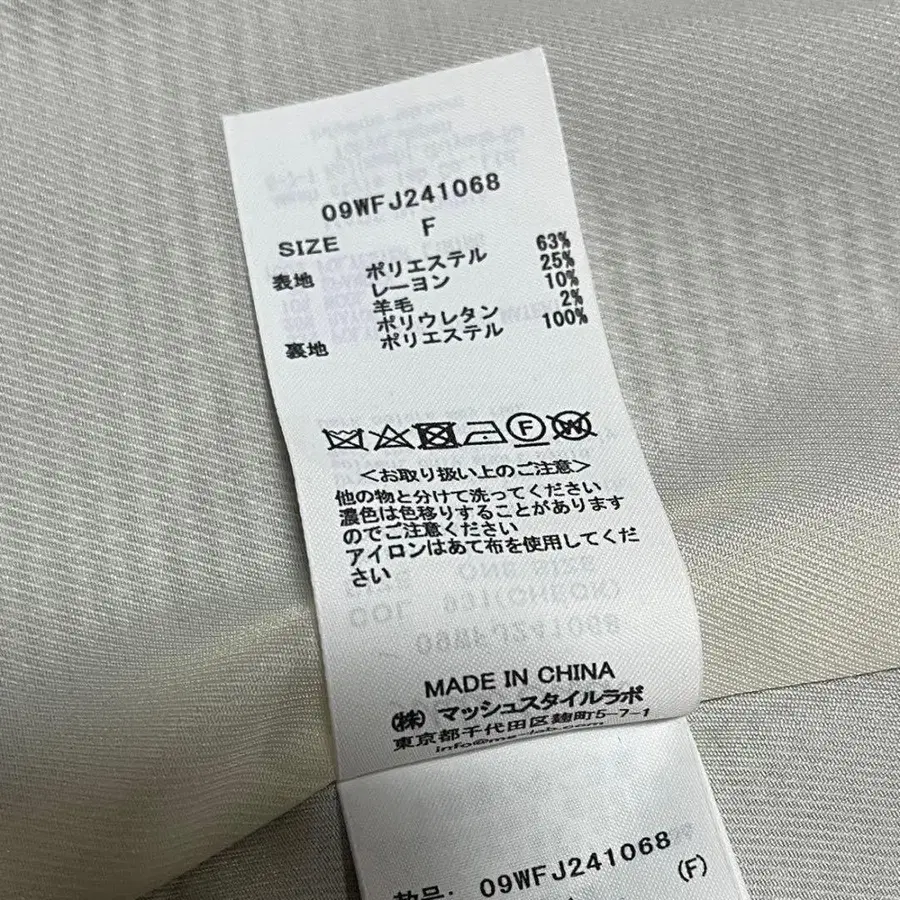 09WFJ241068
SIZE F
表地 ポリエステル 63%
レーヨン 25%
羊毛 10%
ポリウレタン 2%
裏地 ポリエステル 100%
F W
＜お取り扱い上のご注意＞
他の物と分けて洗ってください
濃色は色移りすることがあります
のでご注意ください
アイロンはあて布を使用してくだ
さい
MADE IN CHINA
(株) マッシュスタイルラボ
東京都千代田区麹町5-7-1
info@ms-lab.com
款号: 09WFJ241068
(F)